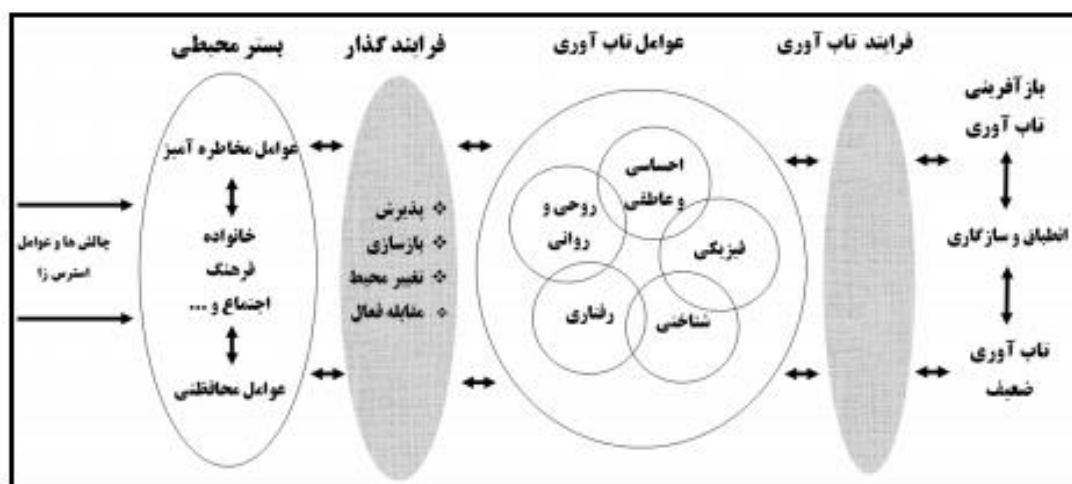 بستر محیطی
فرایند گذار
عوامل تاب آوری
فرایند تاب آوری
چالش ها و عوامل
استرس زا
عوامل مخاطره آمیز
خانواده
فرهنگ
اجتماع و ...
عوامل محافظتی
❖ پذیرش
❖ بازسازی
❖ تغییر محیط
❖ مقابله فعال
احساسی
و عاطفی
روحی و
روانی
فیزیکی
رفتاری
شناختی
باز آفرینی
تاب آوری
انطباق و سازگاری
تاب آوری
ضعیف